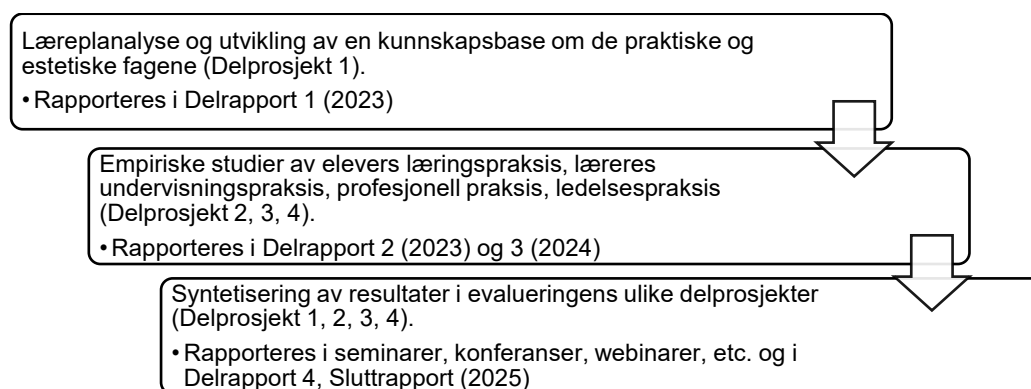 Læreplanalyse og utvikling av en kunnskapsbase om de praktiske og
estetiske fagene (Delprosjekt 1).
• Rapporteres i Delrapport 1 (2023)
Empiriske studier av elevers læringspraksis, læreres
undervisningspraksis, profesjonell praksis, ledelsespraksis
(Delprosjekt 2, 3, 4).
• Rapporteres i Delrapport 2 (2023) og 3 (2024)
Syntetisering av resultater i evalueringens ulike delprosjekter
(Delprosjekt 1, 2, 3, 4).
• Rapporteres i seminarer, konferanser, webinarer, etc. og i
Delrapport 4, Sluttrapport (2025)